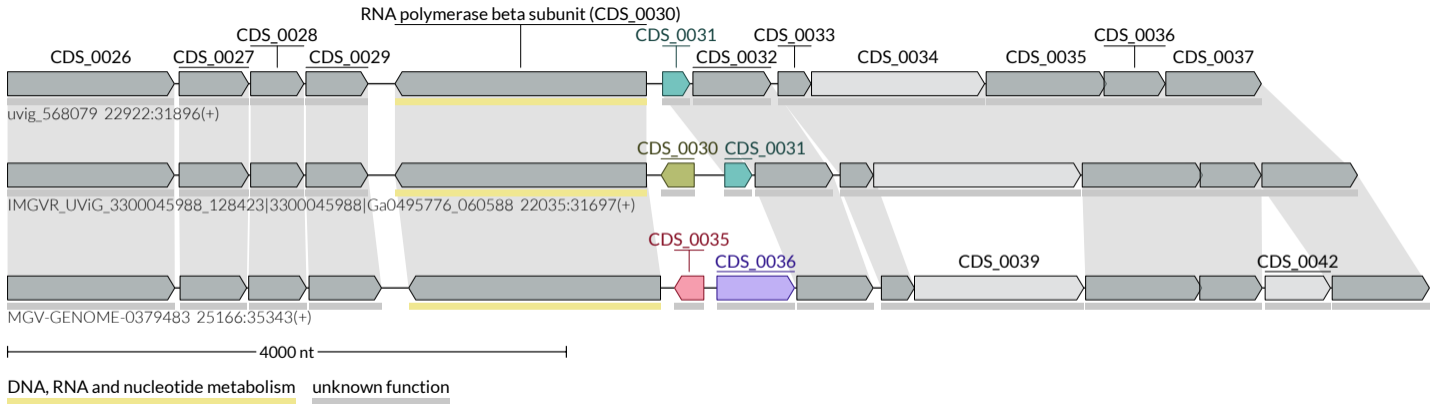 RNA polymerase beta subunit (CDS_0030)
CDS_0028 CDS_0031 CDS_0033 CDS_0036
CDS_0026 CDS_0027 CDS_0029 CDS_0032 CDS_0034 CDS_0035 CDS_0037
uvig_568079 22922:31896(+)
CDS_0030 CDS_0031
IMGVR_UViG_3300045988_128423|3300045988|Ga0495776_060588 22035:31697(+)
CDS_0035
CDS_0036 CDS_0039 CDS_0042
MGV-GENOME-0379483 25166:35343(+)
4000 nt
DNA, RNA and nucleotide metabolism unknown function